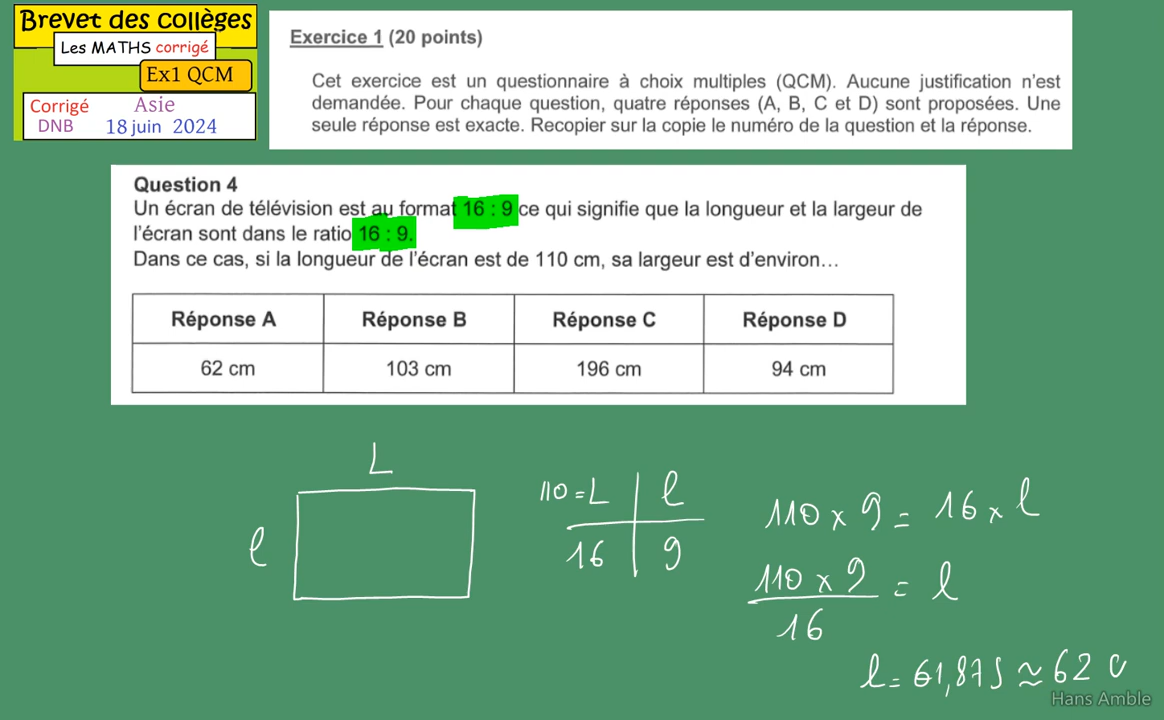 Brevet des collèges
Les MATHS corrigé
Ex1 QCM
Corrigé Asie
DNB 18 juin 2024
Exercice 1 (20 points)
Cet exercice est un questionnaire à choix multiples (QCM). Aucune justification n'est
demandée. Pour chaque question, quatre réponses (A, B, C et D) sont proposées. Une
seule réponse est exacte. Recopier sur la copie le numéro de la question et la réponse.
Question 4
Un écran de télévision est au format 16 : 9 ce qui signifie que la longueur et la largeur de
l'écran sont dans le ratio 16 : 9.
Dans ce cas, si la longueur de l'écran est de 110 cm, sa largeur est d'environ…
Réponse A Réponse B Réponse C Réponse D
62 cm 103 cm 196 cm 94 cm
L
l
110 = L l
16 9
110 × 9 = 16 × l
110 × 9 = l
16
l = 61,875 ≈ 62 c
Hans Amble